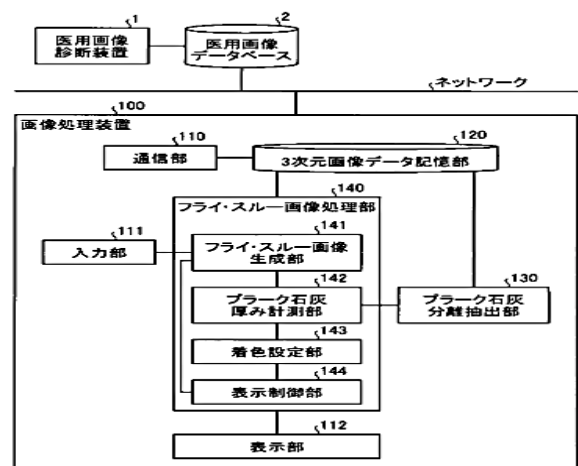 1
2
医用画像
診断装置
医用画像
データベース
ネットワーク
100
画像処理装置
110
120
通信部
3次元画像データ記憶部
140
フライ・スルー画像処理部
111
141
入力部
フライ・スルー画像
生成部
142
130
プラーク石灰
厚み計測部
プラーク石灰
分離抽出部
143
着色設定部
144
表示制御部
112
表示部